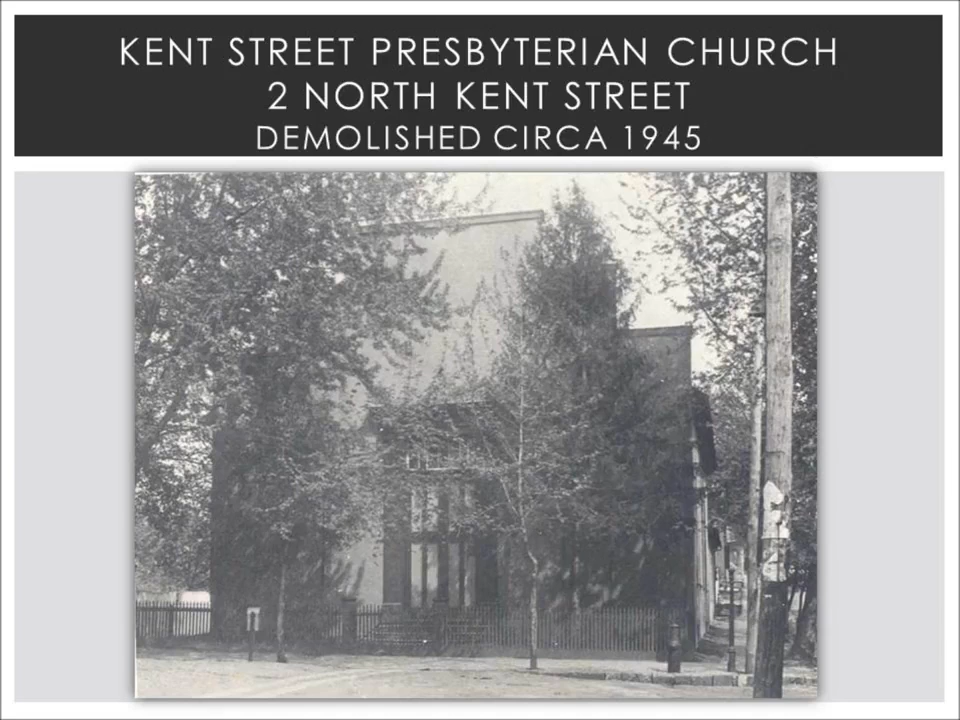 KENT STREET PRESBYTERIAN CHURCH
2 NORTH KENT STREET
DEMOLISHED CIRCA 1945